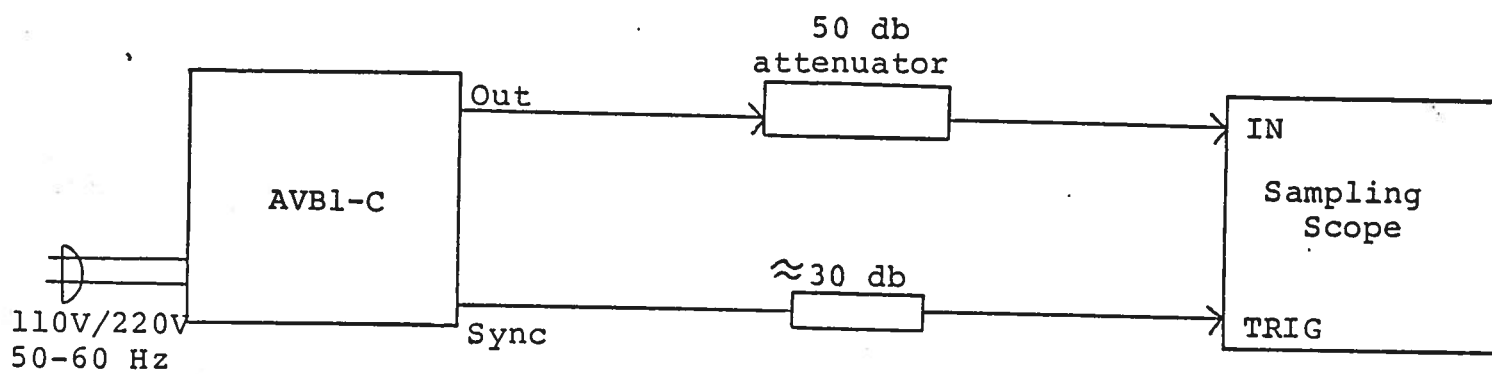 50 db
attenuator
Out
IN
AVB1-C
Sampling
Scope
≈30 db
110V/220V
50-60 Hz
Sync
TRIG